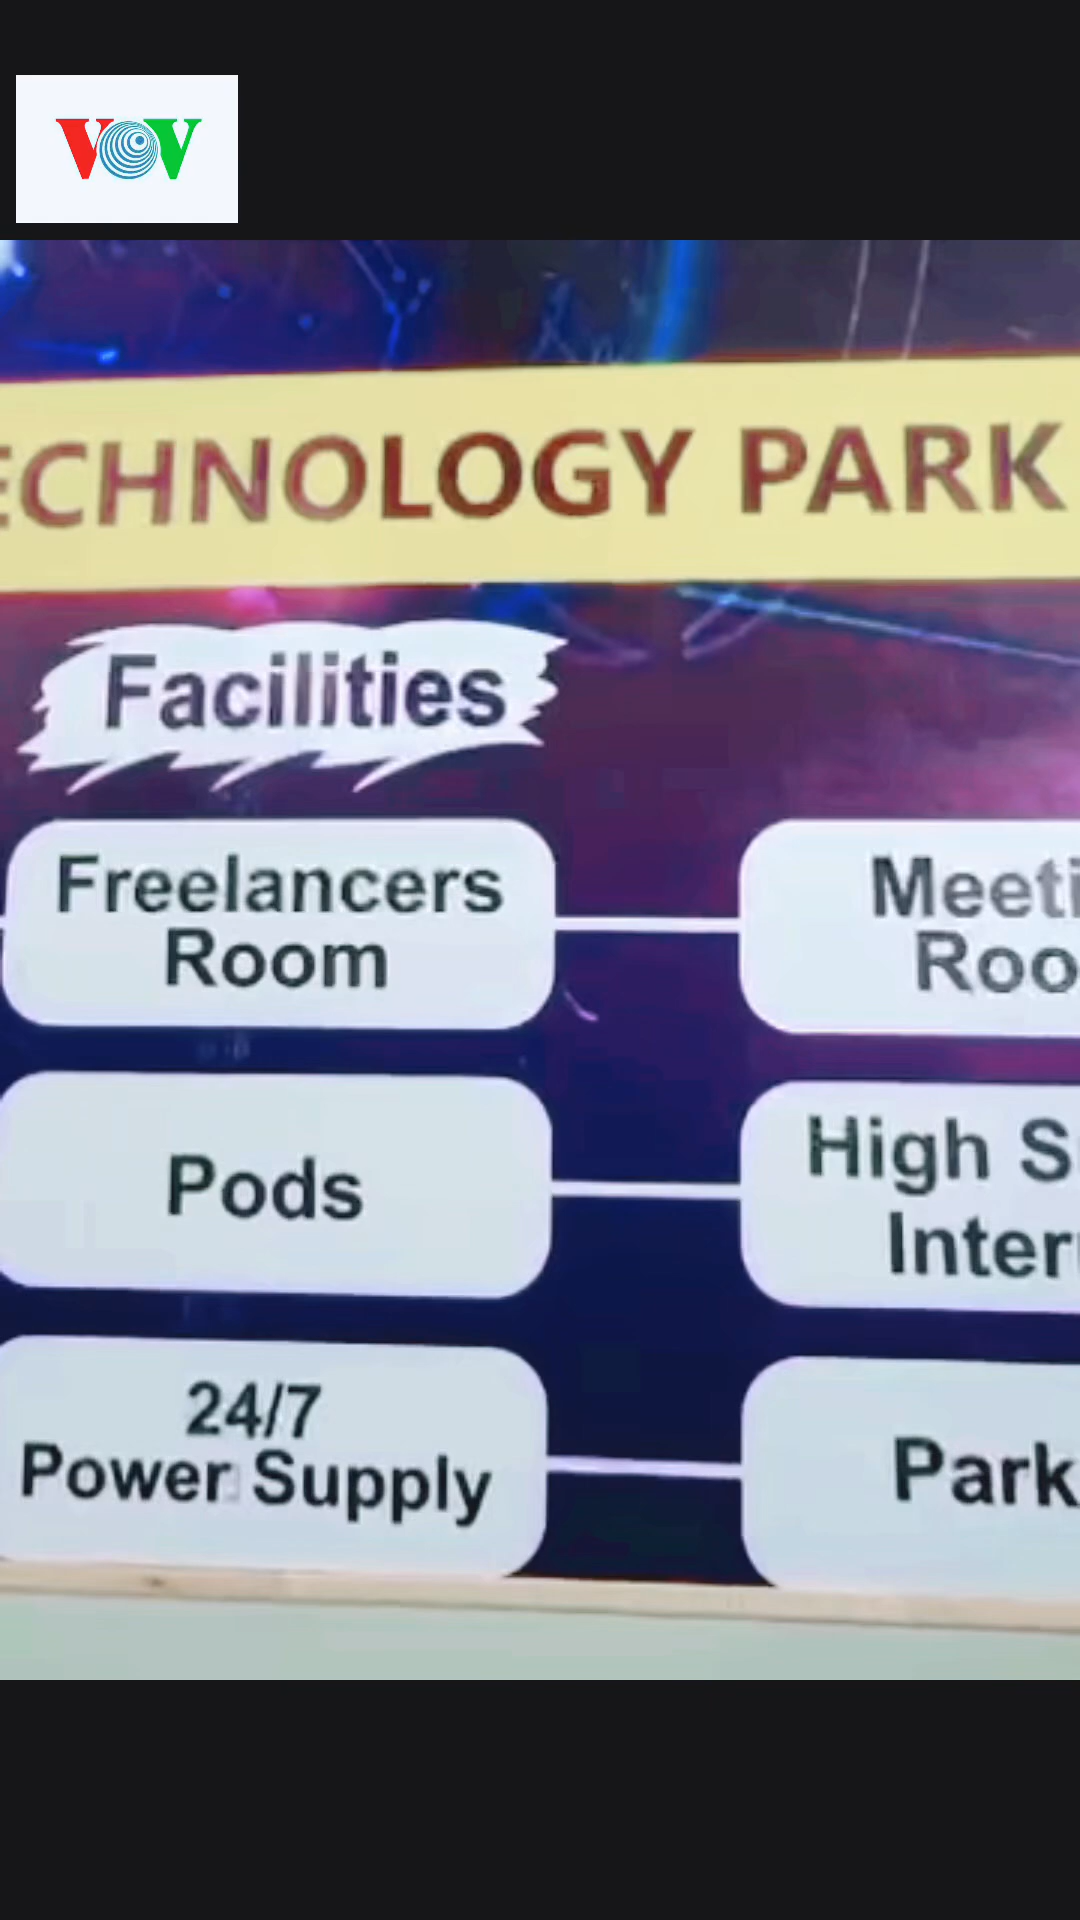 VOV
ECHNOLOGY PARK
Facilities
Freelancers
Room
Meeti
Roo
Pods
High S
Inter
24/7
Power Supply
Park